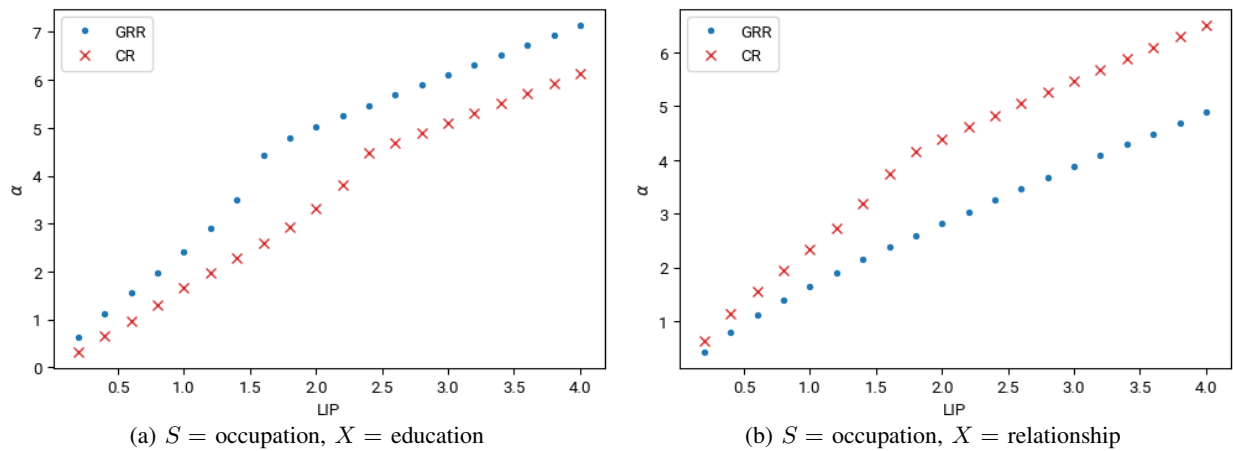 GRR
CR
7
6
5
4
3
2
1
0
α
0.5 1.0 1.5 2.0 2.5 3.0 3.5 4.0
LIP
(a) S = occupation, X = education
GRR
CR
6
5
4
3
2
1
α
0.5 1.0 1.5 2.0 2.5 3.0 3.5 4.0
LIP
(b) S = occupation, X = relationship